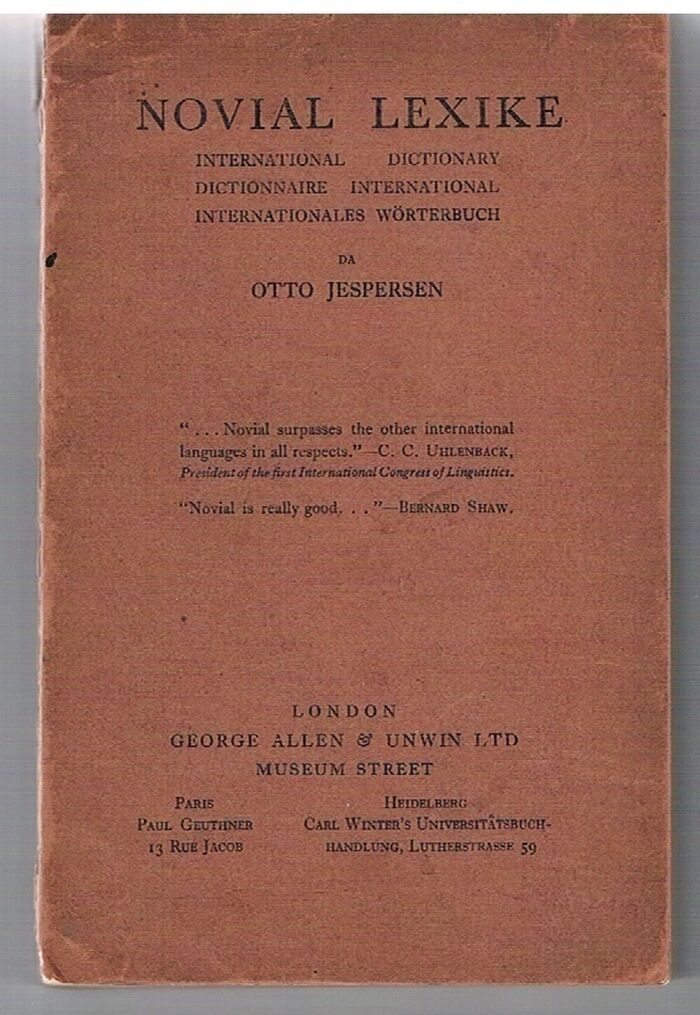 NOVIAL LEXIKE
INTERNATIONAL DICTIONARY
DICTIONNAIRE INTERNATIONAL
INTERNATIONALES WÖRTERBUCH
DA
OTTO JESPERSEN
“ . . . Novial surpasses the other international
languages in all respects.”—C. C. UHLENBACK,
President of the first International Congress of Linguistics.
“Novial is really good. . . ”—BERNARD SHAW.
LONDON
GEORGE ALLEN & UNWIN LTD
MUSEUM STREET
PARIS
PAUL GEUTHNER
13 RUE JACOB
HEIDELBERG
CARL WINTER'S UNIVERSITÄTSBUCH-
HANDLUNG, LUTHERSTRASSE 59